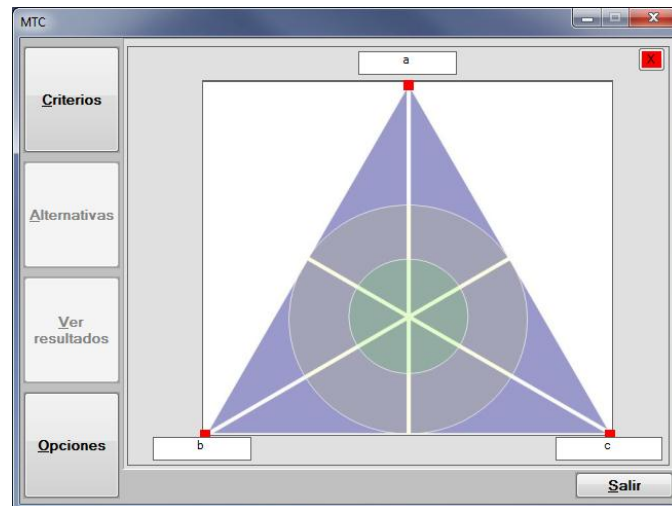 MTC
X
a
Criterios
Alternativas
Ver
resultados
Opciones
b
c
Salir